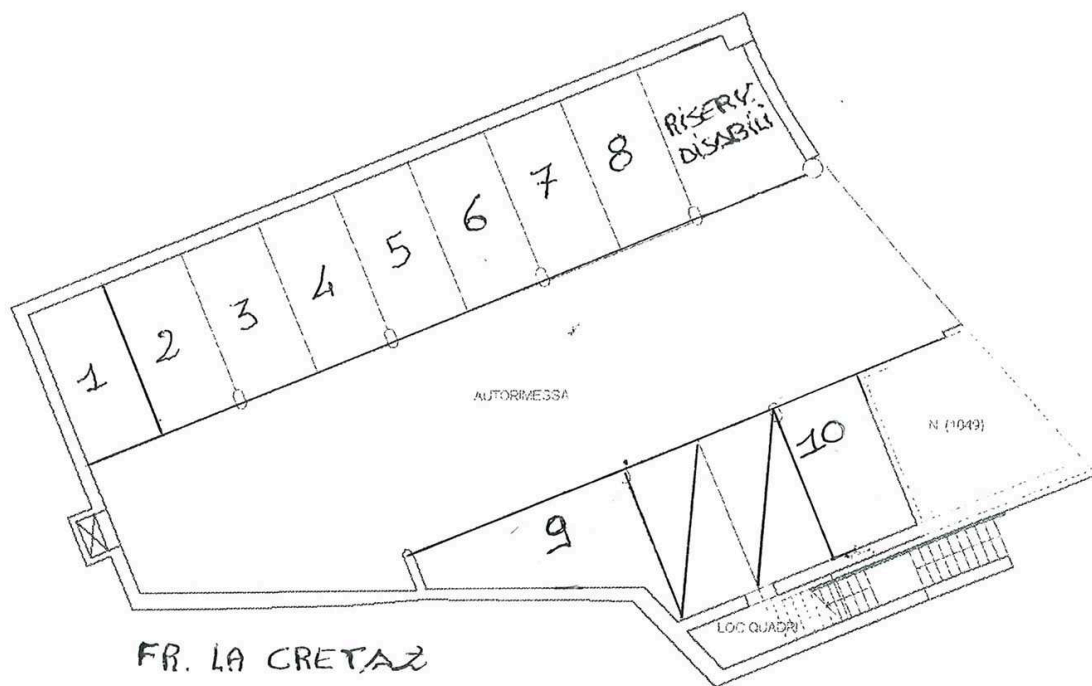 RISERV.
DISABILI
8
7
6
5
4
3
2
1
AUTORIMESSA
10
N. (1049)
9
LOC QUADRI
FR. LA CRETAZ